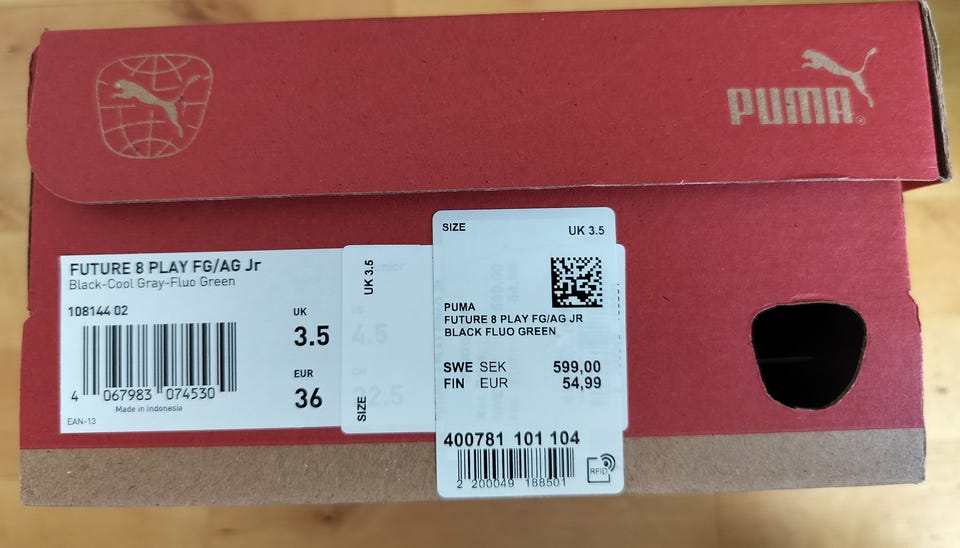 PUMA
FUTURE 8 PLAY FG/AG Jr
Black-Cool Gray-Fluo Green
108144 02
UK
3.5
EUR
36
4 067983 074530
Made in Indonesia
EAN-13
UK 3.5
SIZE
4.5
22.5
SIZE UK 3.5
PUMA
FUTURE 8 PLAY FG/AG JR
BLACK FLUO GREEN
SWE SEK 599,00
FIN EUR 54,99
400781 101 104
2 200049 188501
RFID